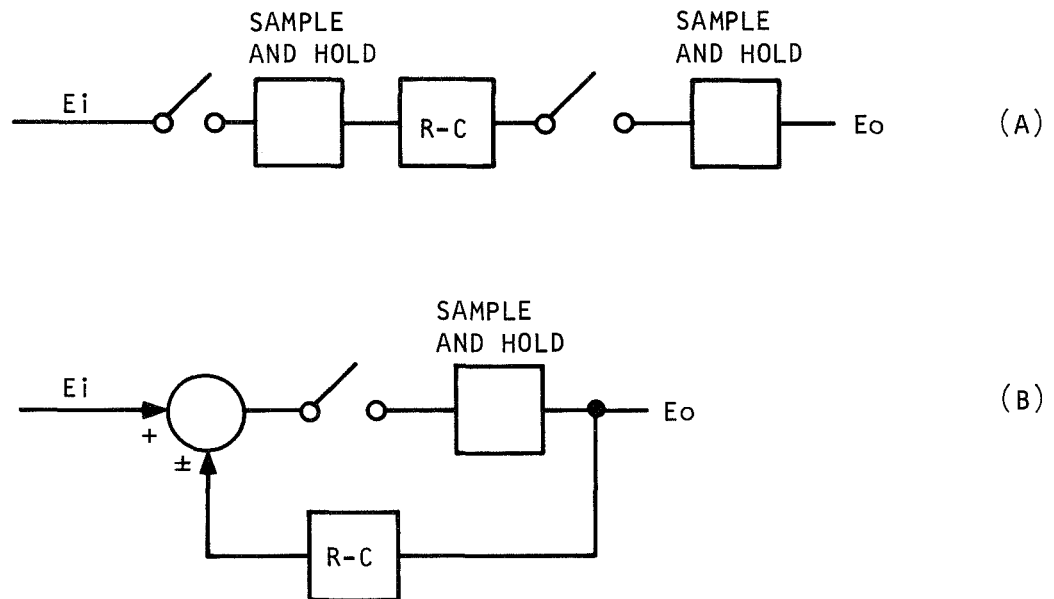 SAMPLE
AND HOLD
SAMPLE
AND HOLD
Ei
R-C
Eo
(A)
SAMPLE
AND HOLD
Ei
+
±
Eo
(B)
R-C